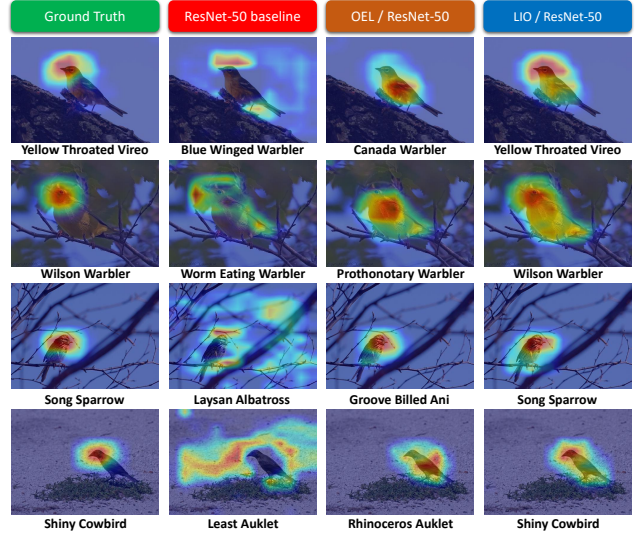 Ground Truth
ResNet-50 baseline
OEL / ResNet-50
LIO / ResNet-50
Yellow Throated Vireo
Blue Winged Warbler
Canada Warbler
Yellow Throated Vireo
Wilson Warbler
Worm Eating Warbler
Prothonotary Warbler
Wilson Warbler
Song Sparrow
Laysan Albatross
Groove Billed Ani
Song Sparrow
Shiny Cowbird
Least Auklet
Rhinoceros Auklet
Shiny Cowbird